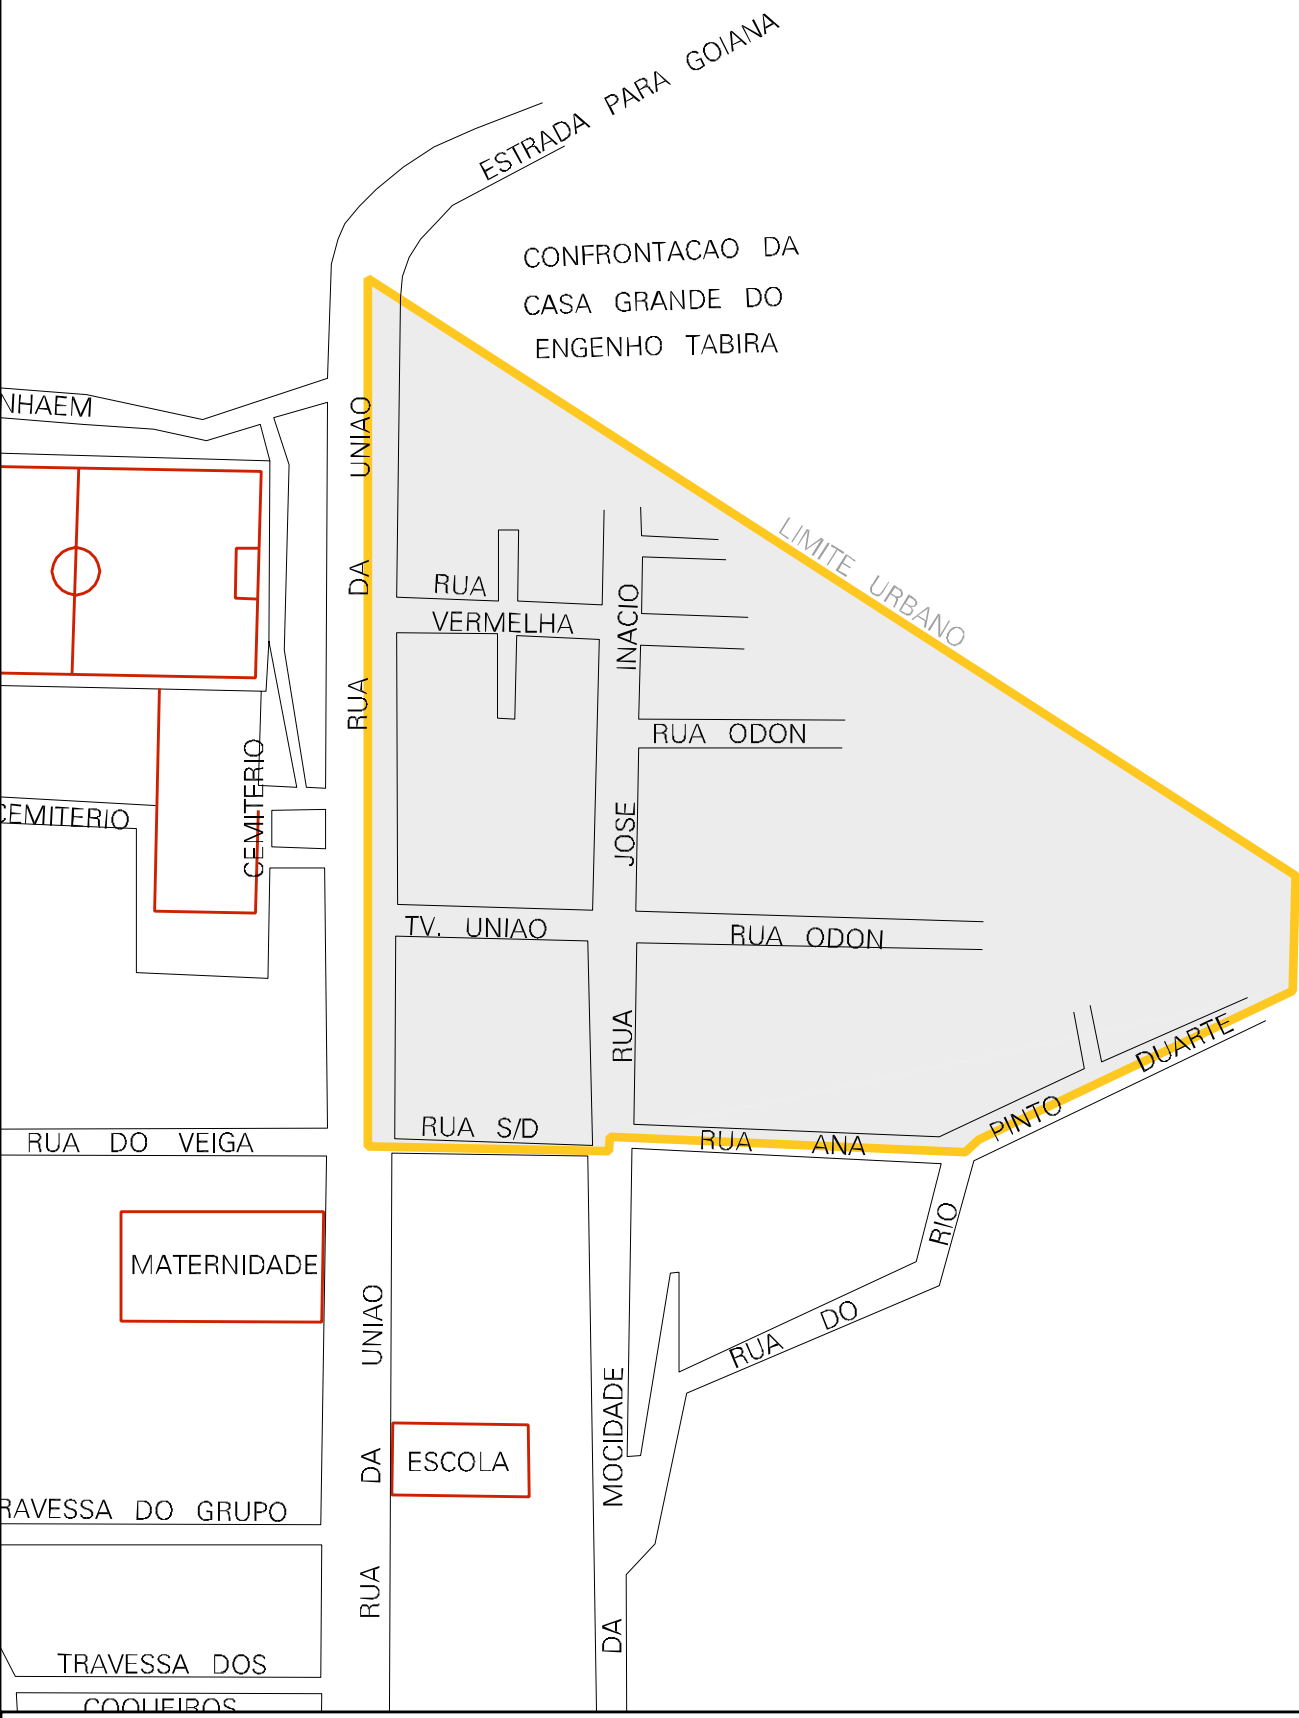 ESTRADA PARA GOIANA
CONFRONTACAO DA
CASA GRANDE DO
ENGENHO TABIRA
NHAEM
RUA DA UNIAO
LIMITE URBANO
RUA
VERMELHA
RUA JOSE INACIO
RUA ODON
CEMITERIO
CEMITERIO
TV. UNIAO
RUA ODON
RUA S/D
RUA ANA PINTO DUARTE
RUA DO VEIGA
MATERNIDADE
RUA DO RIO
RUA DA UNIAO
DA MOCIDADE
ESCOLA
RAVESSA DO GRUPO
TRAVESSA DOS
COQUEIROS